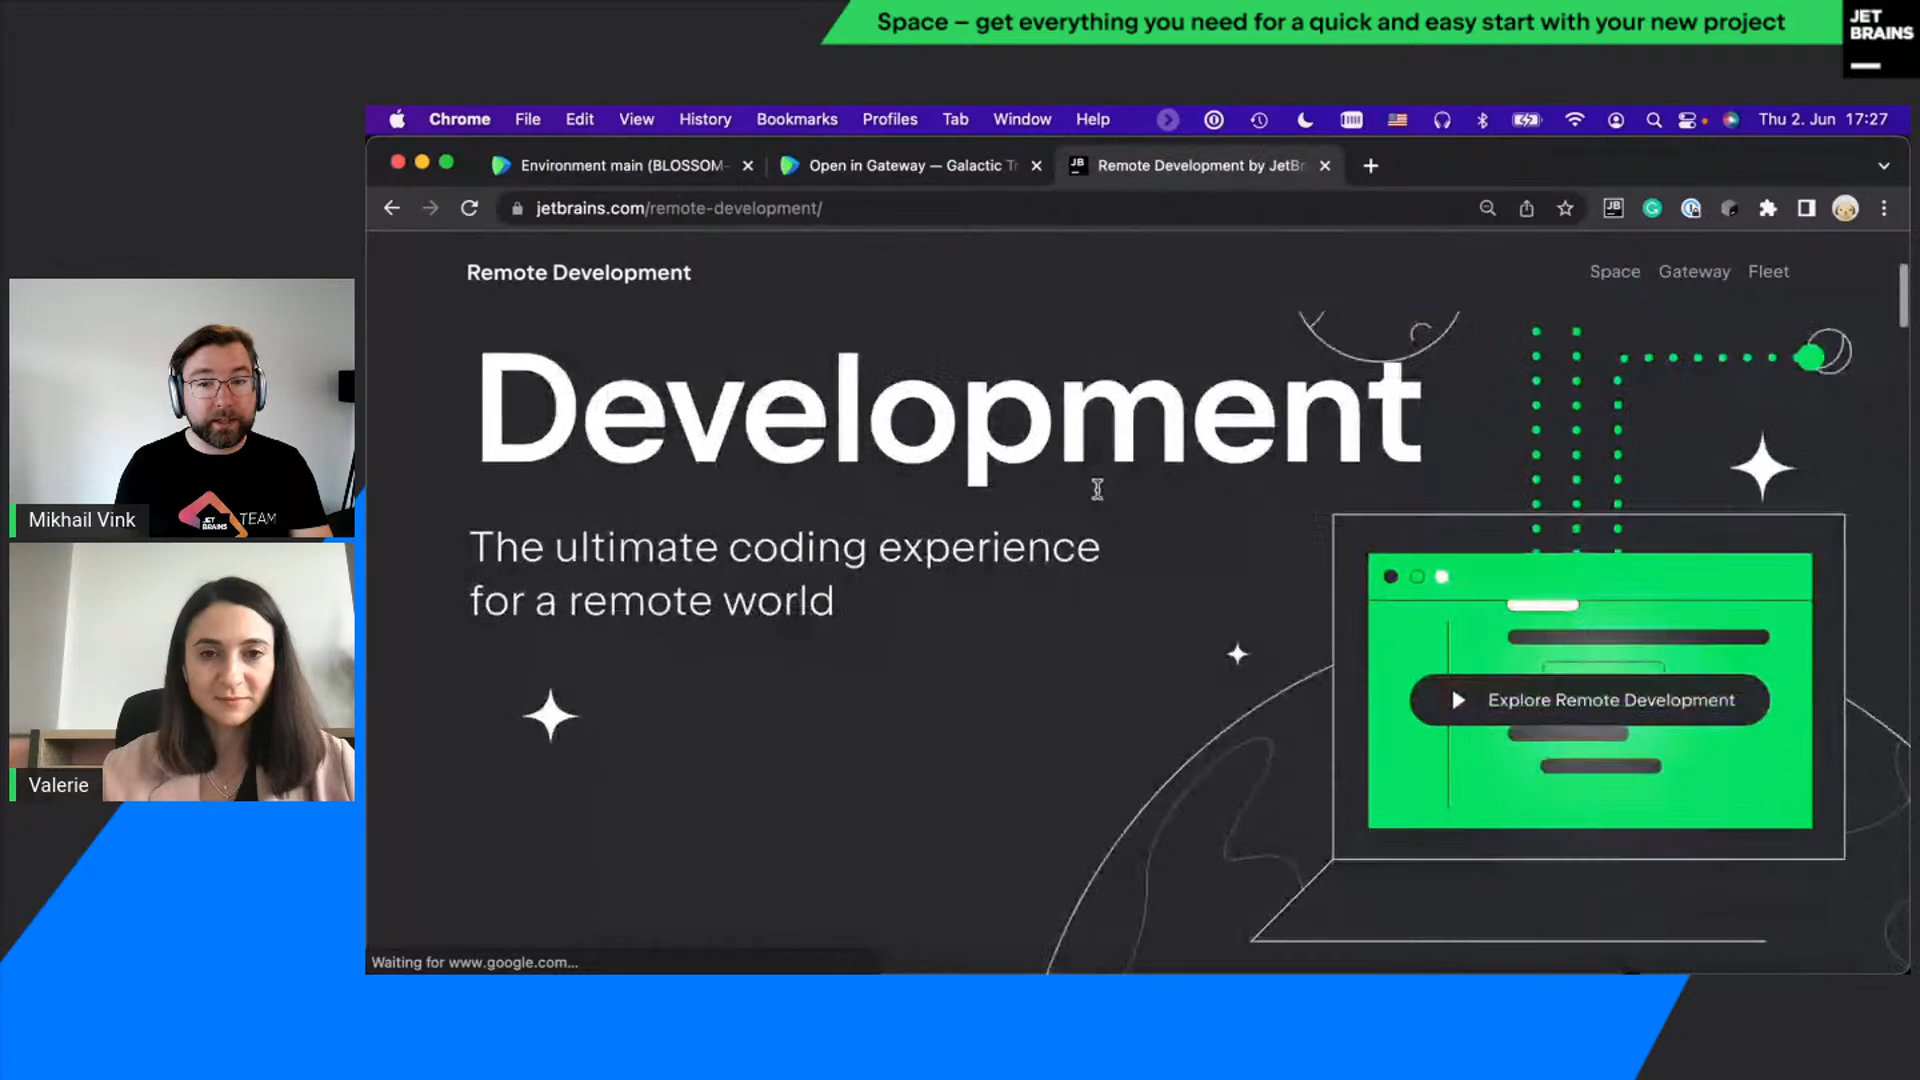 Space – get everything you need for a quick and easy start with your new project
JET
BRAINS
Chrome File Edit View History Bookmarks Profiles Tab Window Help Thu 2. Jun 17:27
Environment main (BLOSSOM- Open in Gateway — Galactic Tr Remote Development by JetBr
jetbrains.com/remote-development/
Remote Development
Space Gateway Fleet
Development
The ultimate coding experience
for a remote world
Explore Remote Development
Waiting for www.google.com...
JET
BRAINS TEAM
Mikhail Vink
Valerie